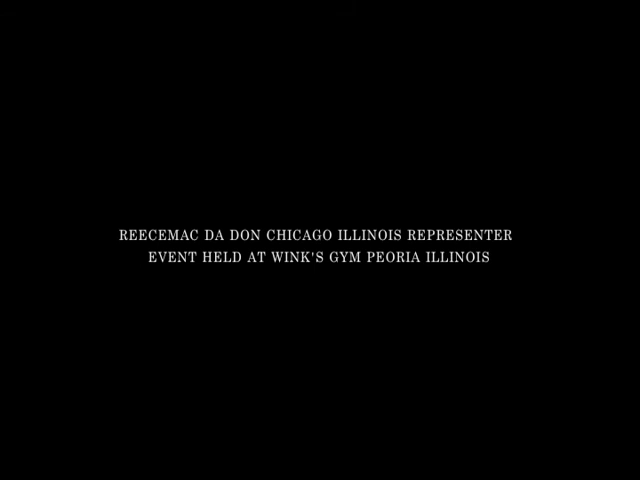 REECEMAC DA DON CHICAGO ILLINOIS REPRESENTER
EVENT HELD AT WINK'S GYM PEORIA ILLINOIS